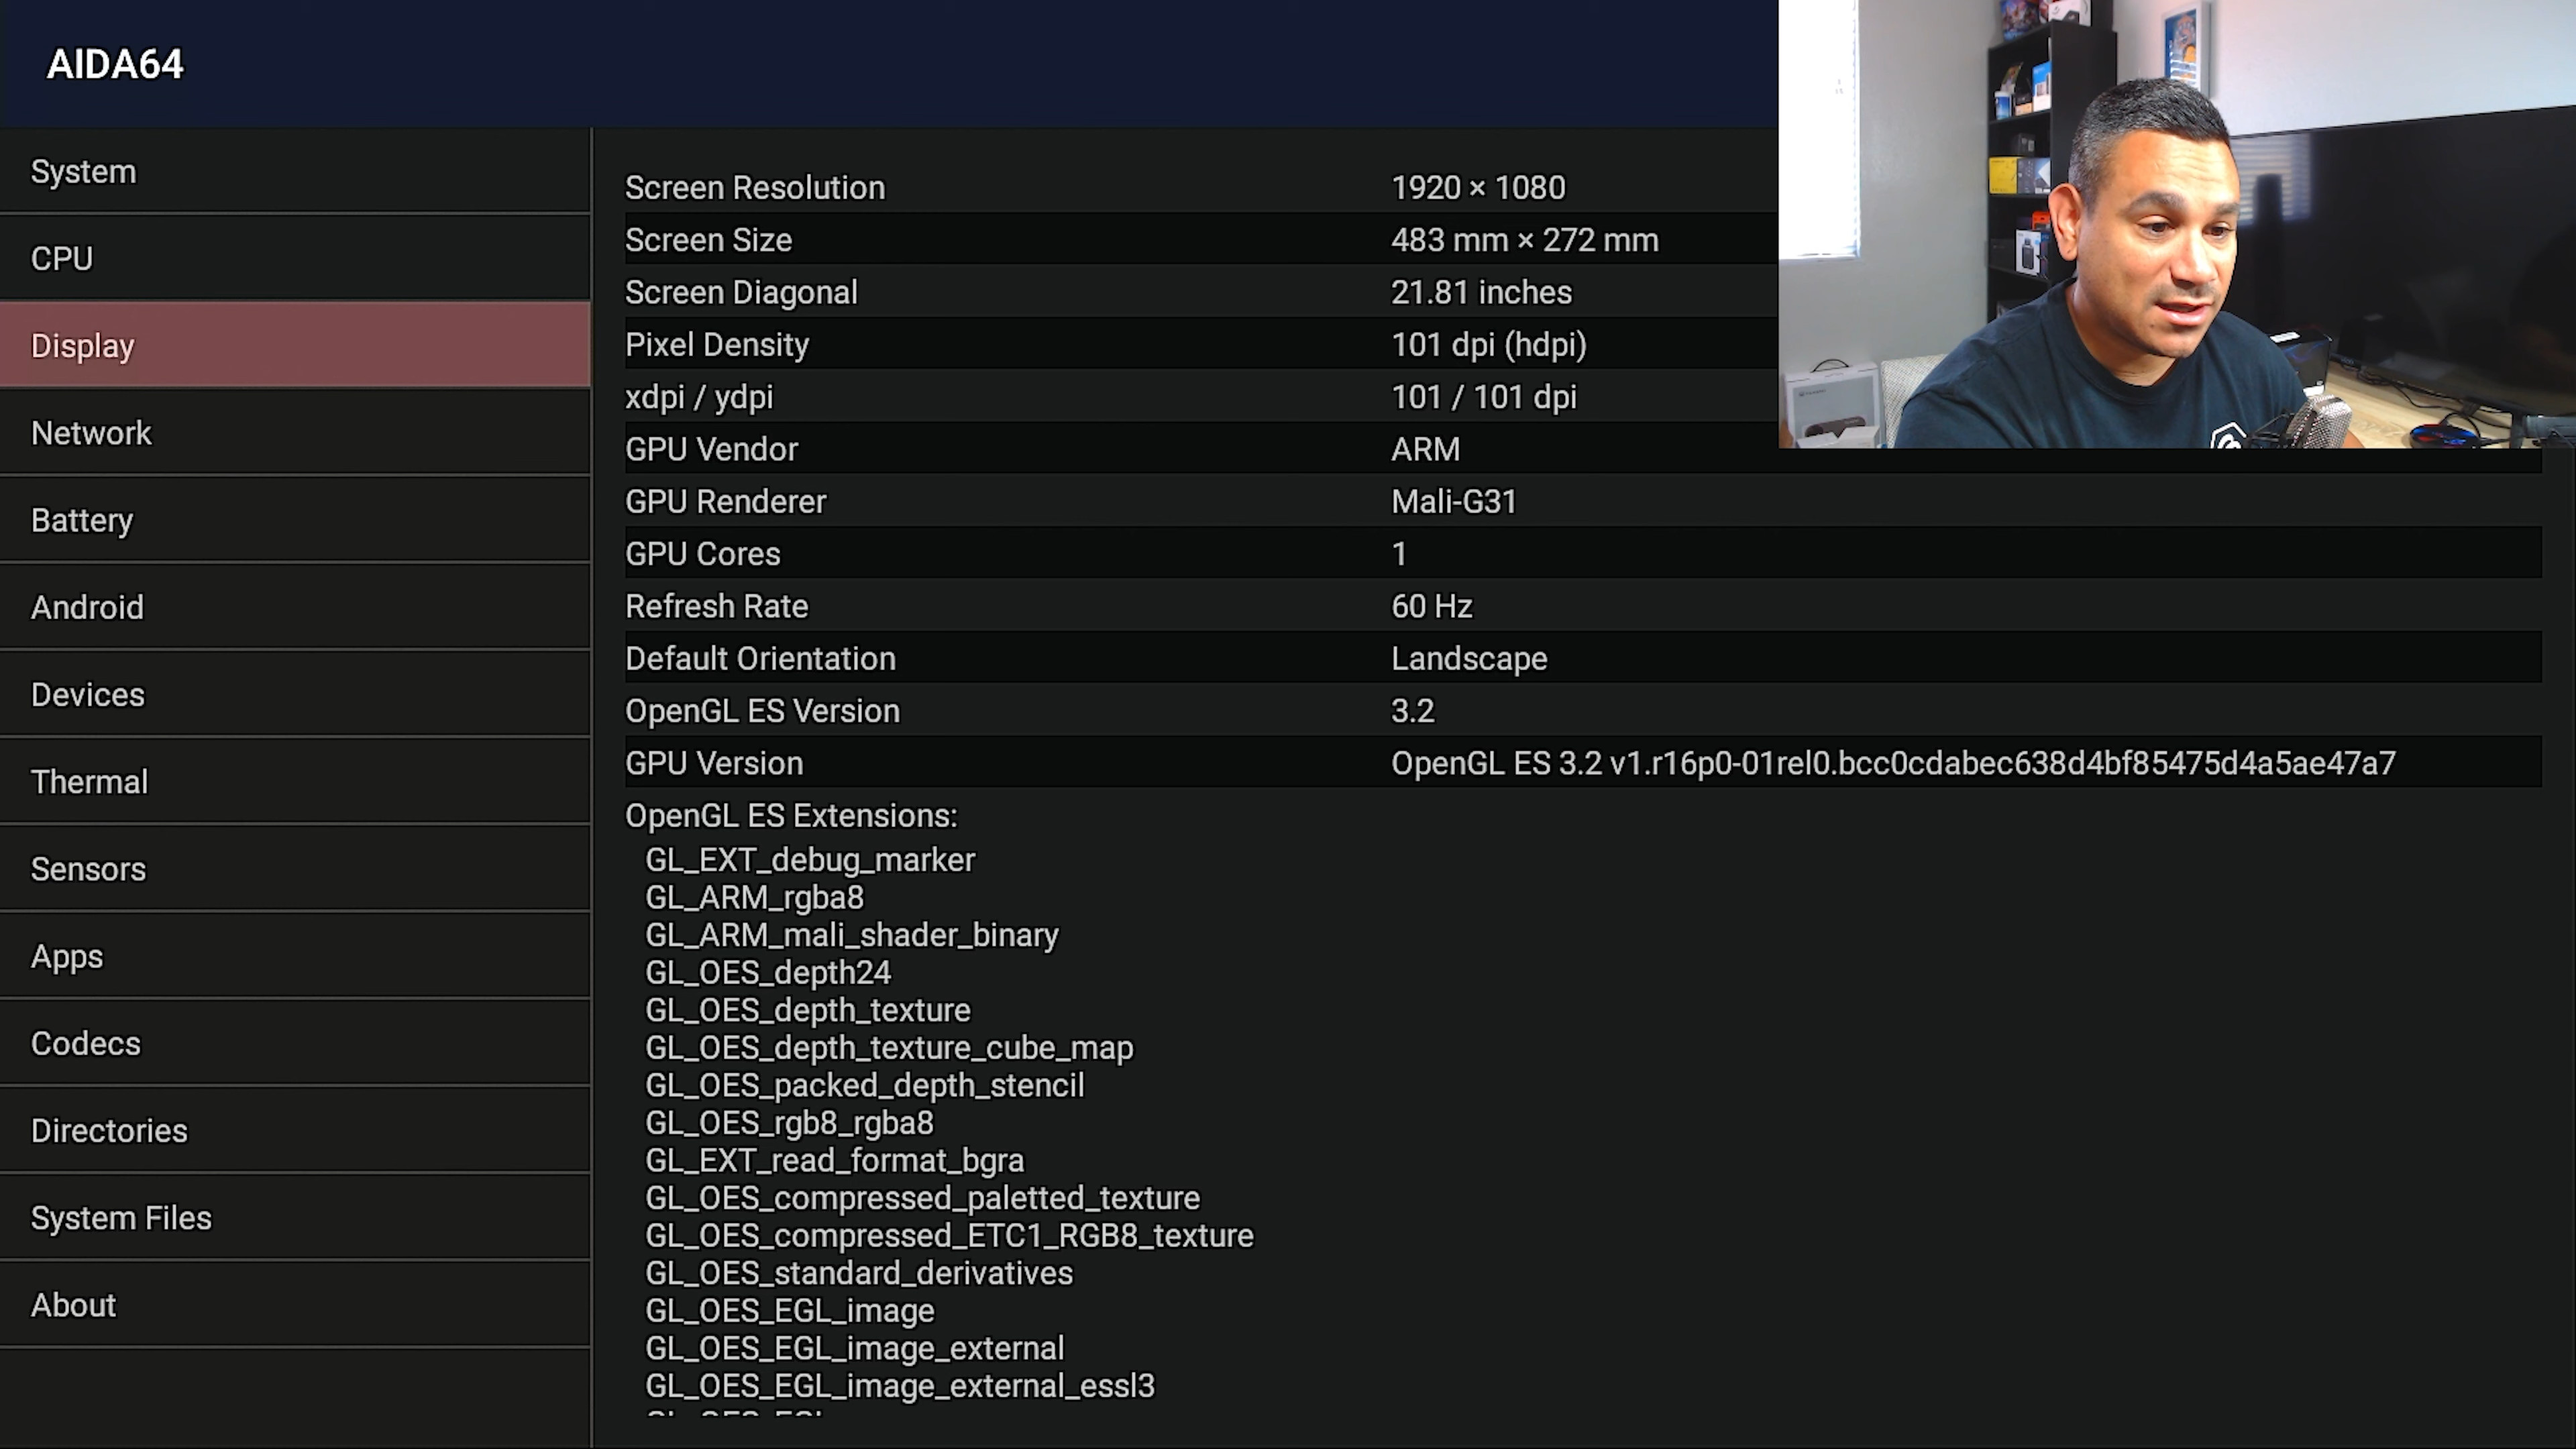 AIDA64
System
CPU
Display
Network
Battery
Android
Devices
Thermal
Sensors
Apps
Codecs
Directories
System Files
About
Screen Resolution 1920 × 1080
Screen Size 483 mm × 272 mm
Screen Diagonal 21.81 inches
Pixel Density 101 dpi (hdpi)
xdpi / ydpi 101 / 101 dpi
GPU Vendor ARM
GPU Renderer Mali-G31
GPU Cores 1
Refresh Rate 60 Hz
Default Orientation Landscape
OpenGL ES Version 3.2
GPU Version OpenGL ES 3.2 v1.r16p0-01rel0.bcc0cdabec638d4bf85475d4a5ae47a7
OpenGL ES Extensions:
GL_EXT_debug_marker
GL_ARM_rgba8
GL_ARM_mali_shader_binary
GL_OES_depth24
GL_OES_depth_texture
GL_OES_depth_texture_cube_map
GL_OES_packed_depth_stencil
GL_OES_rgb8_rgba8
GL_EXT_read_format_bgra
GL_OES_compressed_paletted_texture
GL_OES_compressed_ETC1_RGB8_texture
GL_OES_standard_derivatives
GL_OES_EGL_image
GL_OES_EGL_image_external
GL_OES_EGL_image_external_essl3